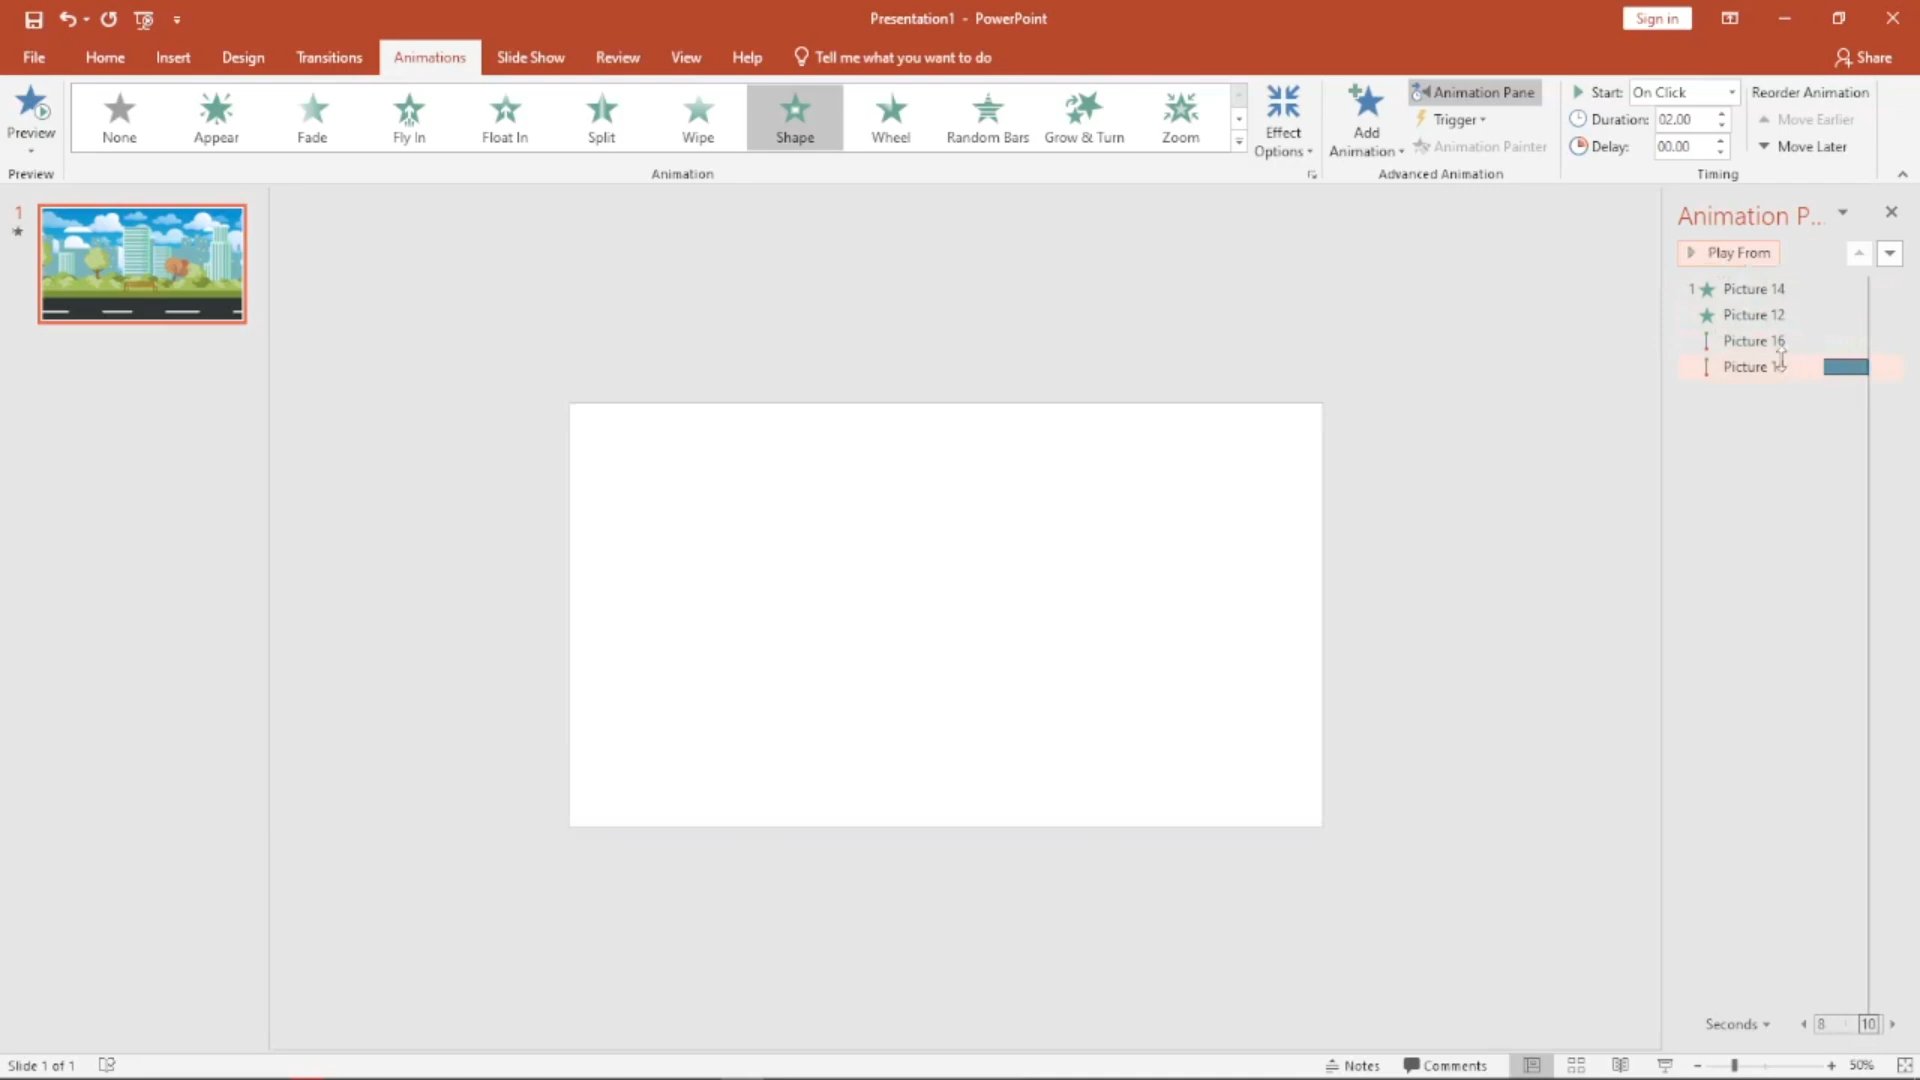 Presentation1 - PowerPoint
Sign in
File
Home
Insert
Design
Transitions
Animations
Slide Show
Review
View
Help
Tell me what you want to do
Share
Preview
None
Appear
Fade
Fly In
Float In
Split
Wipe
Shape
Wheel
Random Bars
Grow & Turn
Zoom
Effect
Options
Add
Animation
Animation Pane
Trigger
Animation Painter
Start: On Click
Duration: 02.00
Delay: 00.00
Reorder Animation
Move Earlier
Move Later
Preview
Animation
Advanced Animation
Timing
1
Animation P...
Play From
1 Picture 14
Picture 12
Picture 16
Picture
Seconds
8
10
Slide 1 of 1
Notes
Comments
50%